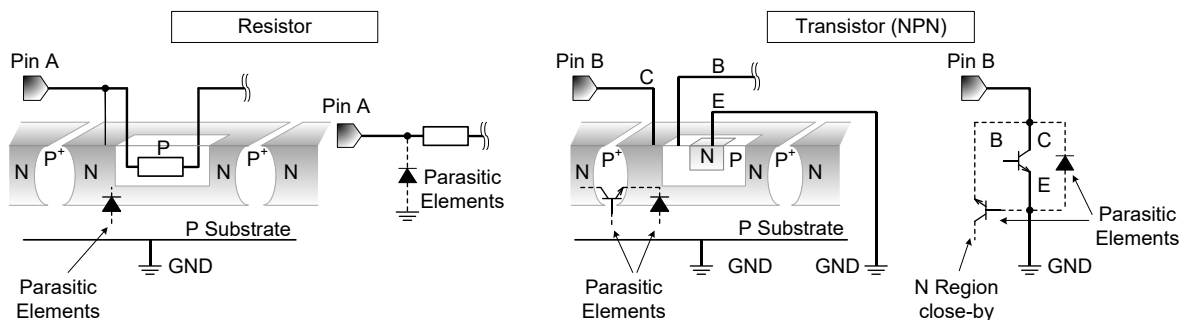 Resistor
Pin A
N
P+
N
P
N
P+
N
Parasitic
Elements
P Substrate
GND
Pin A
Parasitic
Elements
Transistor (NPN)
Pin B
C
B
E
N
P+
N
N
P
N
P+
N
P Substrate
Parasitic
Elements
GND
GND
Pin B
B
C
E
Parasitic
Elements
GND
N Region
close-by